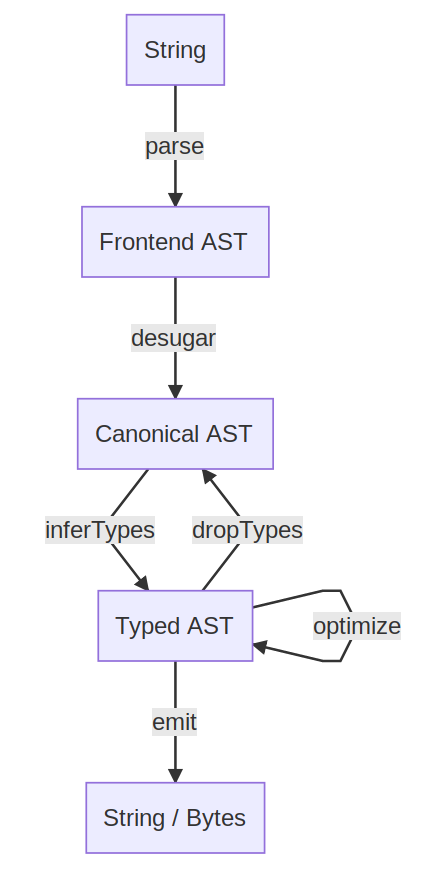 String
parse
Frontend AST
desugar
Canonical AST
inferTypes dropTypes
Typed AST
optimize
emit
String / Bytes